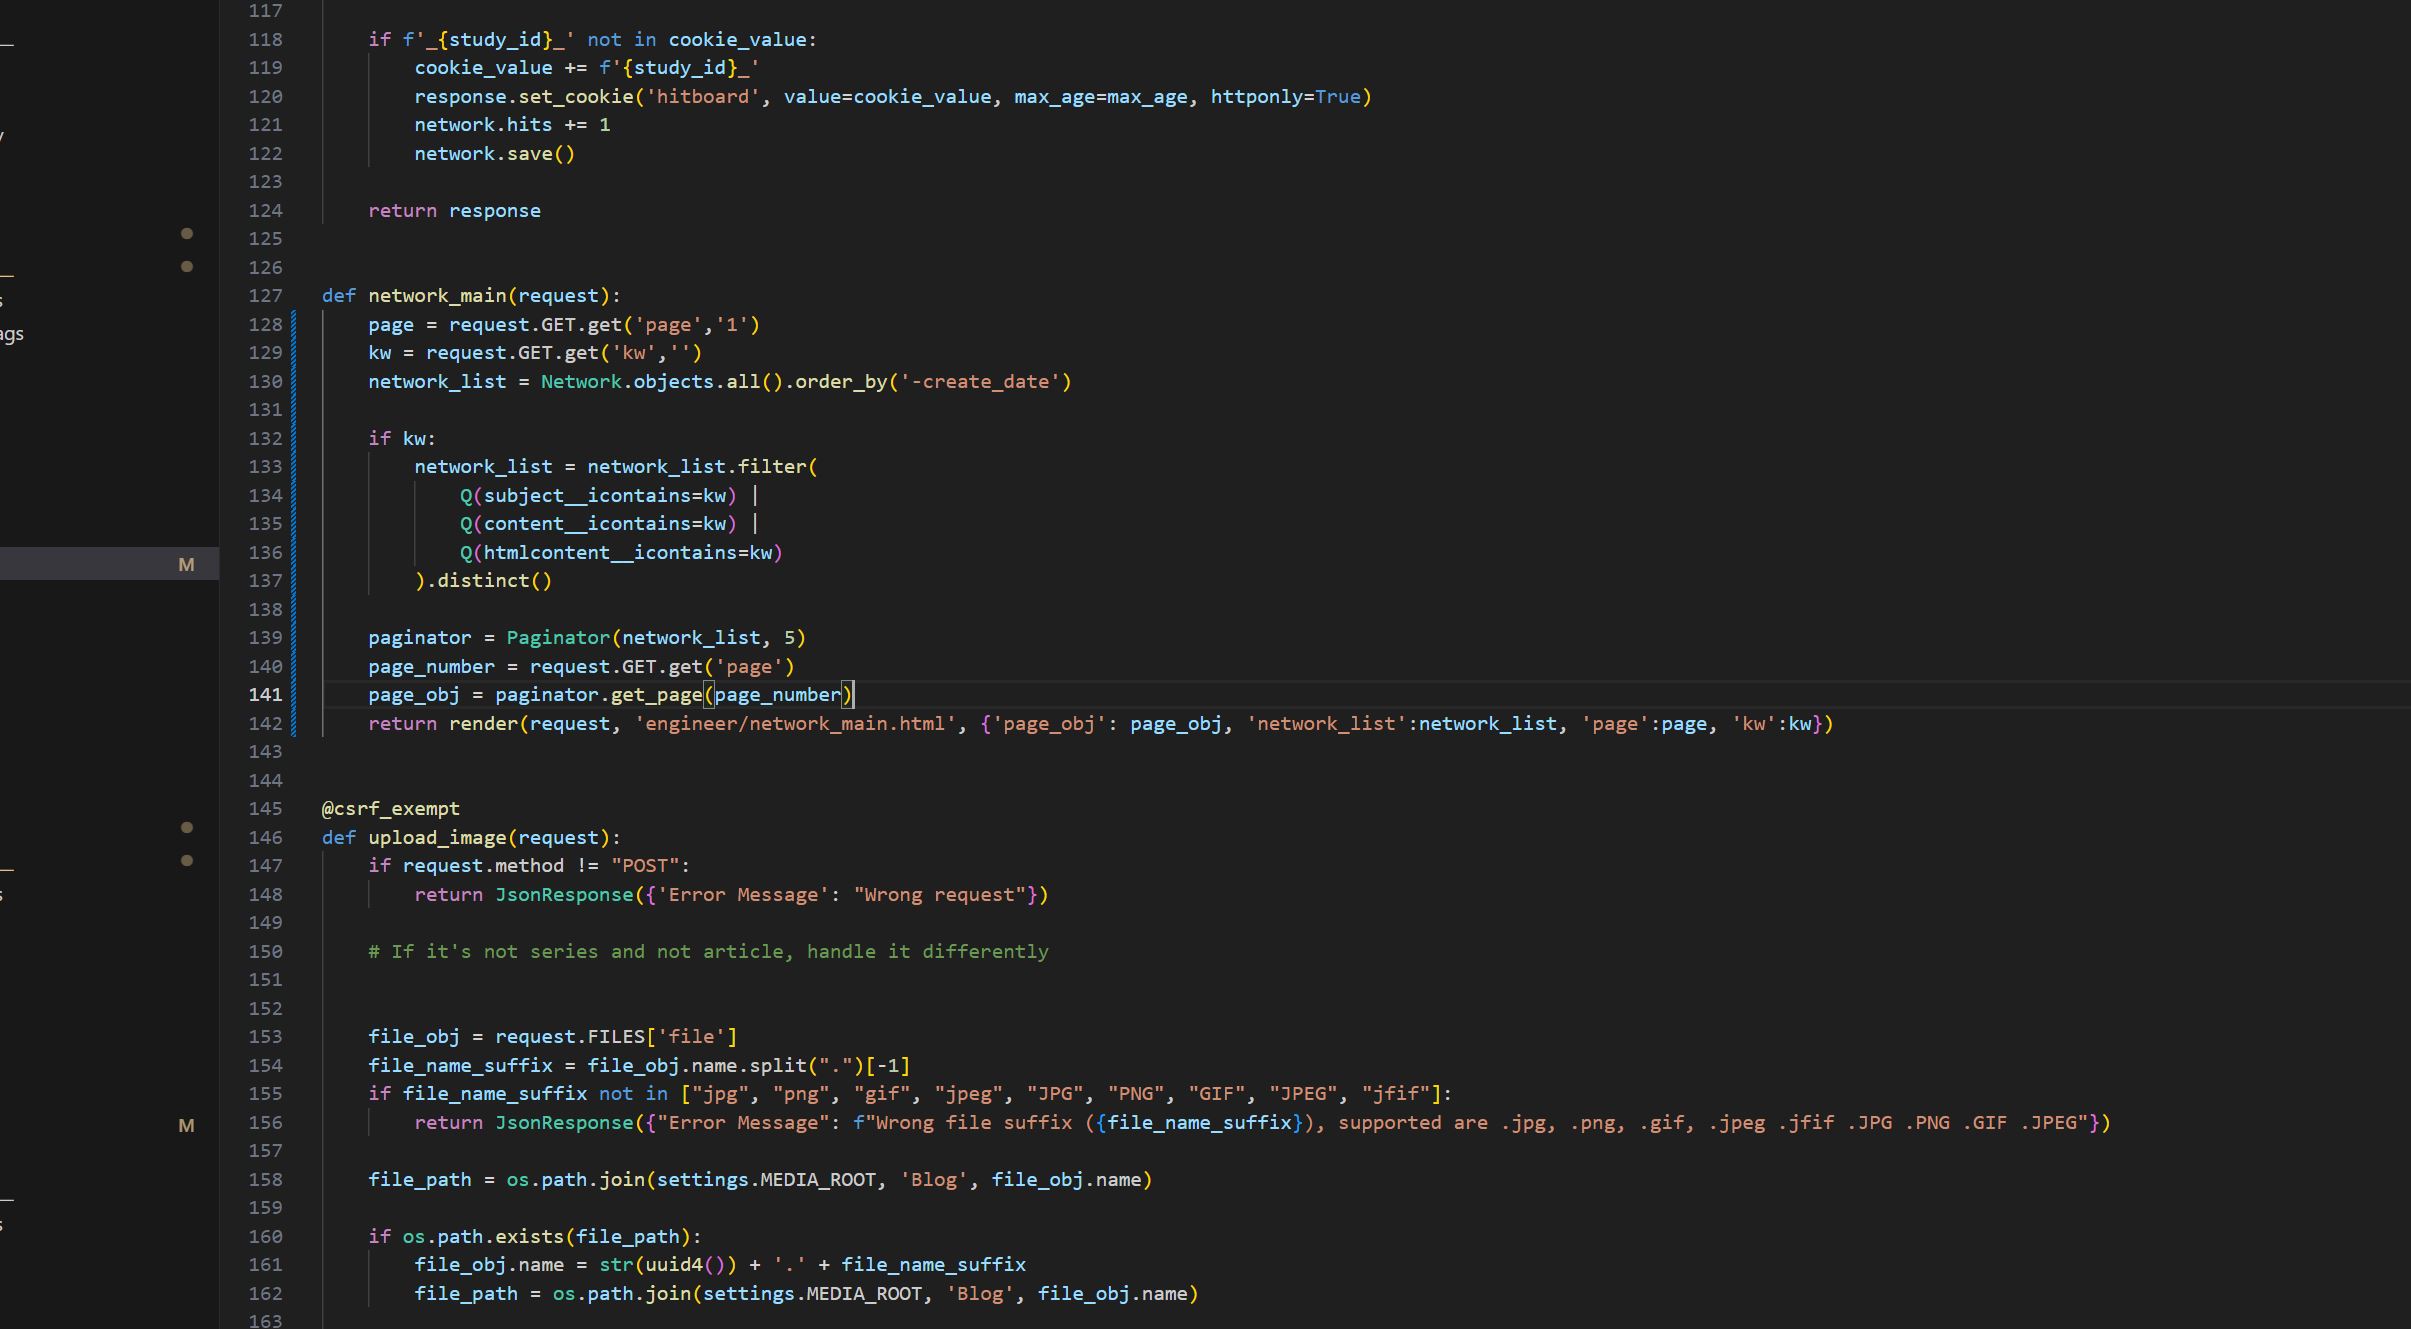 117
118 if f'_{study_id}_' not in cookie_value:
119 cookie_value += f'{study_id}_'
120 response.set_cookie('hitboard', value=cookie_value, max_age=max_age, httponly=True)
121 network.hits += 1
122 network.save()
123
124 return response
125
126
127 def network_main(request):
ags
128 page = request.GET.get('page','1')
129 kw = request.GET.get('kw','')
130 network_list = Network.objects.all().order_by('-create_date')
131
132 if kw:
133 network_list = network_list.filter(
134 Q(subject__icontains=kw) |
135 Q(content__icontains=kw) |
136 Q(htmlcontent__icontains=kw)
M
137 ).distinct()
138
139 paginator = Paginator(network_list, 5)
140 page_number = request.GET.get('page')
141 page_obj = paginator.get_page(page_number)
142 return render(request, 'engineer/network_main.html', {'page_obj': page_obj, 'network_list':network_list, 'page':page, 'kw':kw})
143
144
145 @csrf_exempt
146 def upload_image(request):
147 if request.method != "POST":
148 return JsonResponse({'Error Message': "Wrong request"})
149
150 # If it's not series and not article, handle it differently
151
152
153 file_obj = request.FILES['file']
154 file_name_suffix = file_obj.name.split(".")[-1]
155 if file_name_suffix not in ["jpg", "png", "gif", "jpeg", "JPG", "PNG", "GIF", "JPEG", "jfif"]:
156 return JsonResponse({"Error Message": f"Wrong file suffix ({file_name_suffix}), supported are .jpg, .png, .gif, .jpeg .jfif .JPG .PNG .GIF .JPEG"})
M
157
158 file_path = os.path.join(settings.MEDIA_ROOT, 'Blog', file_obj.name)
159
160 if os.path.exists(file_path):
161 file_obj.name = str(uuid4()) + '.' + file_name_suffix
162 file_path = os.path.join(settings.MEDIA_ROOT, 'Blog', file_obj.name)
163